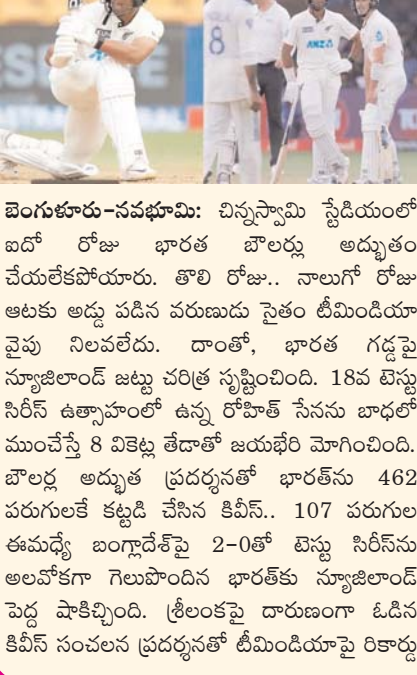 8
ANZ
బెంగుళూరు-నవభూమి: చిన్నస్వామి స్టేడియంలో
ఐదో రోజు భారత బౌలర్లు అద్భుతం
చేయలేకపోయారు. తొలి రోజు.. నాలుగో రోజు
ఆటకు అడ్డు పడిన వరుణుడు సైతం టీమిండియా
వైపు నిలవలేదు. దాంతో, భారత గడ్డపై
న్యూజిలాండ్ జట్టు చరిత్ర సృష్టించింది. 18వ టెస్టు
సిరీస్ ఉత్సాహంలో ఉన్న రోహిత్ సేనను బాధలో
ముంచేస్తే 8 వికెట్ల తేడాతో జయభేరి మోగించింది.
బౌలర్ల అద్భుత ప్రదర్శనతో భారత్‌ను 462
పరుగులకే కట్టడి చేసిన కివీస్.. 107 పరుగుల
ఈమధ్యే బంగ్లాదేశ్‌పై 2-0తో టెస్టు సిరీస్‌ను
అలవోకగా గెలుపొందిన భారత్‌కు న్యూజిలాండ్
పెద్ద షాకిచ్చింది. శ్రీలంకపై దారుణంగా ఓడిన
కివీస్ సంచలన ప్రదర్శనతో టీమిండియాపై రికార్డు